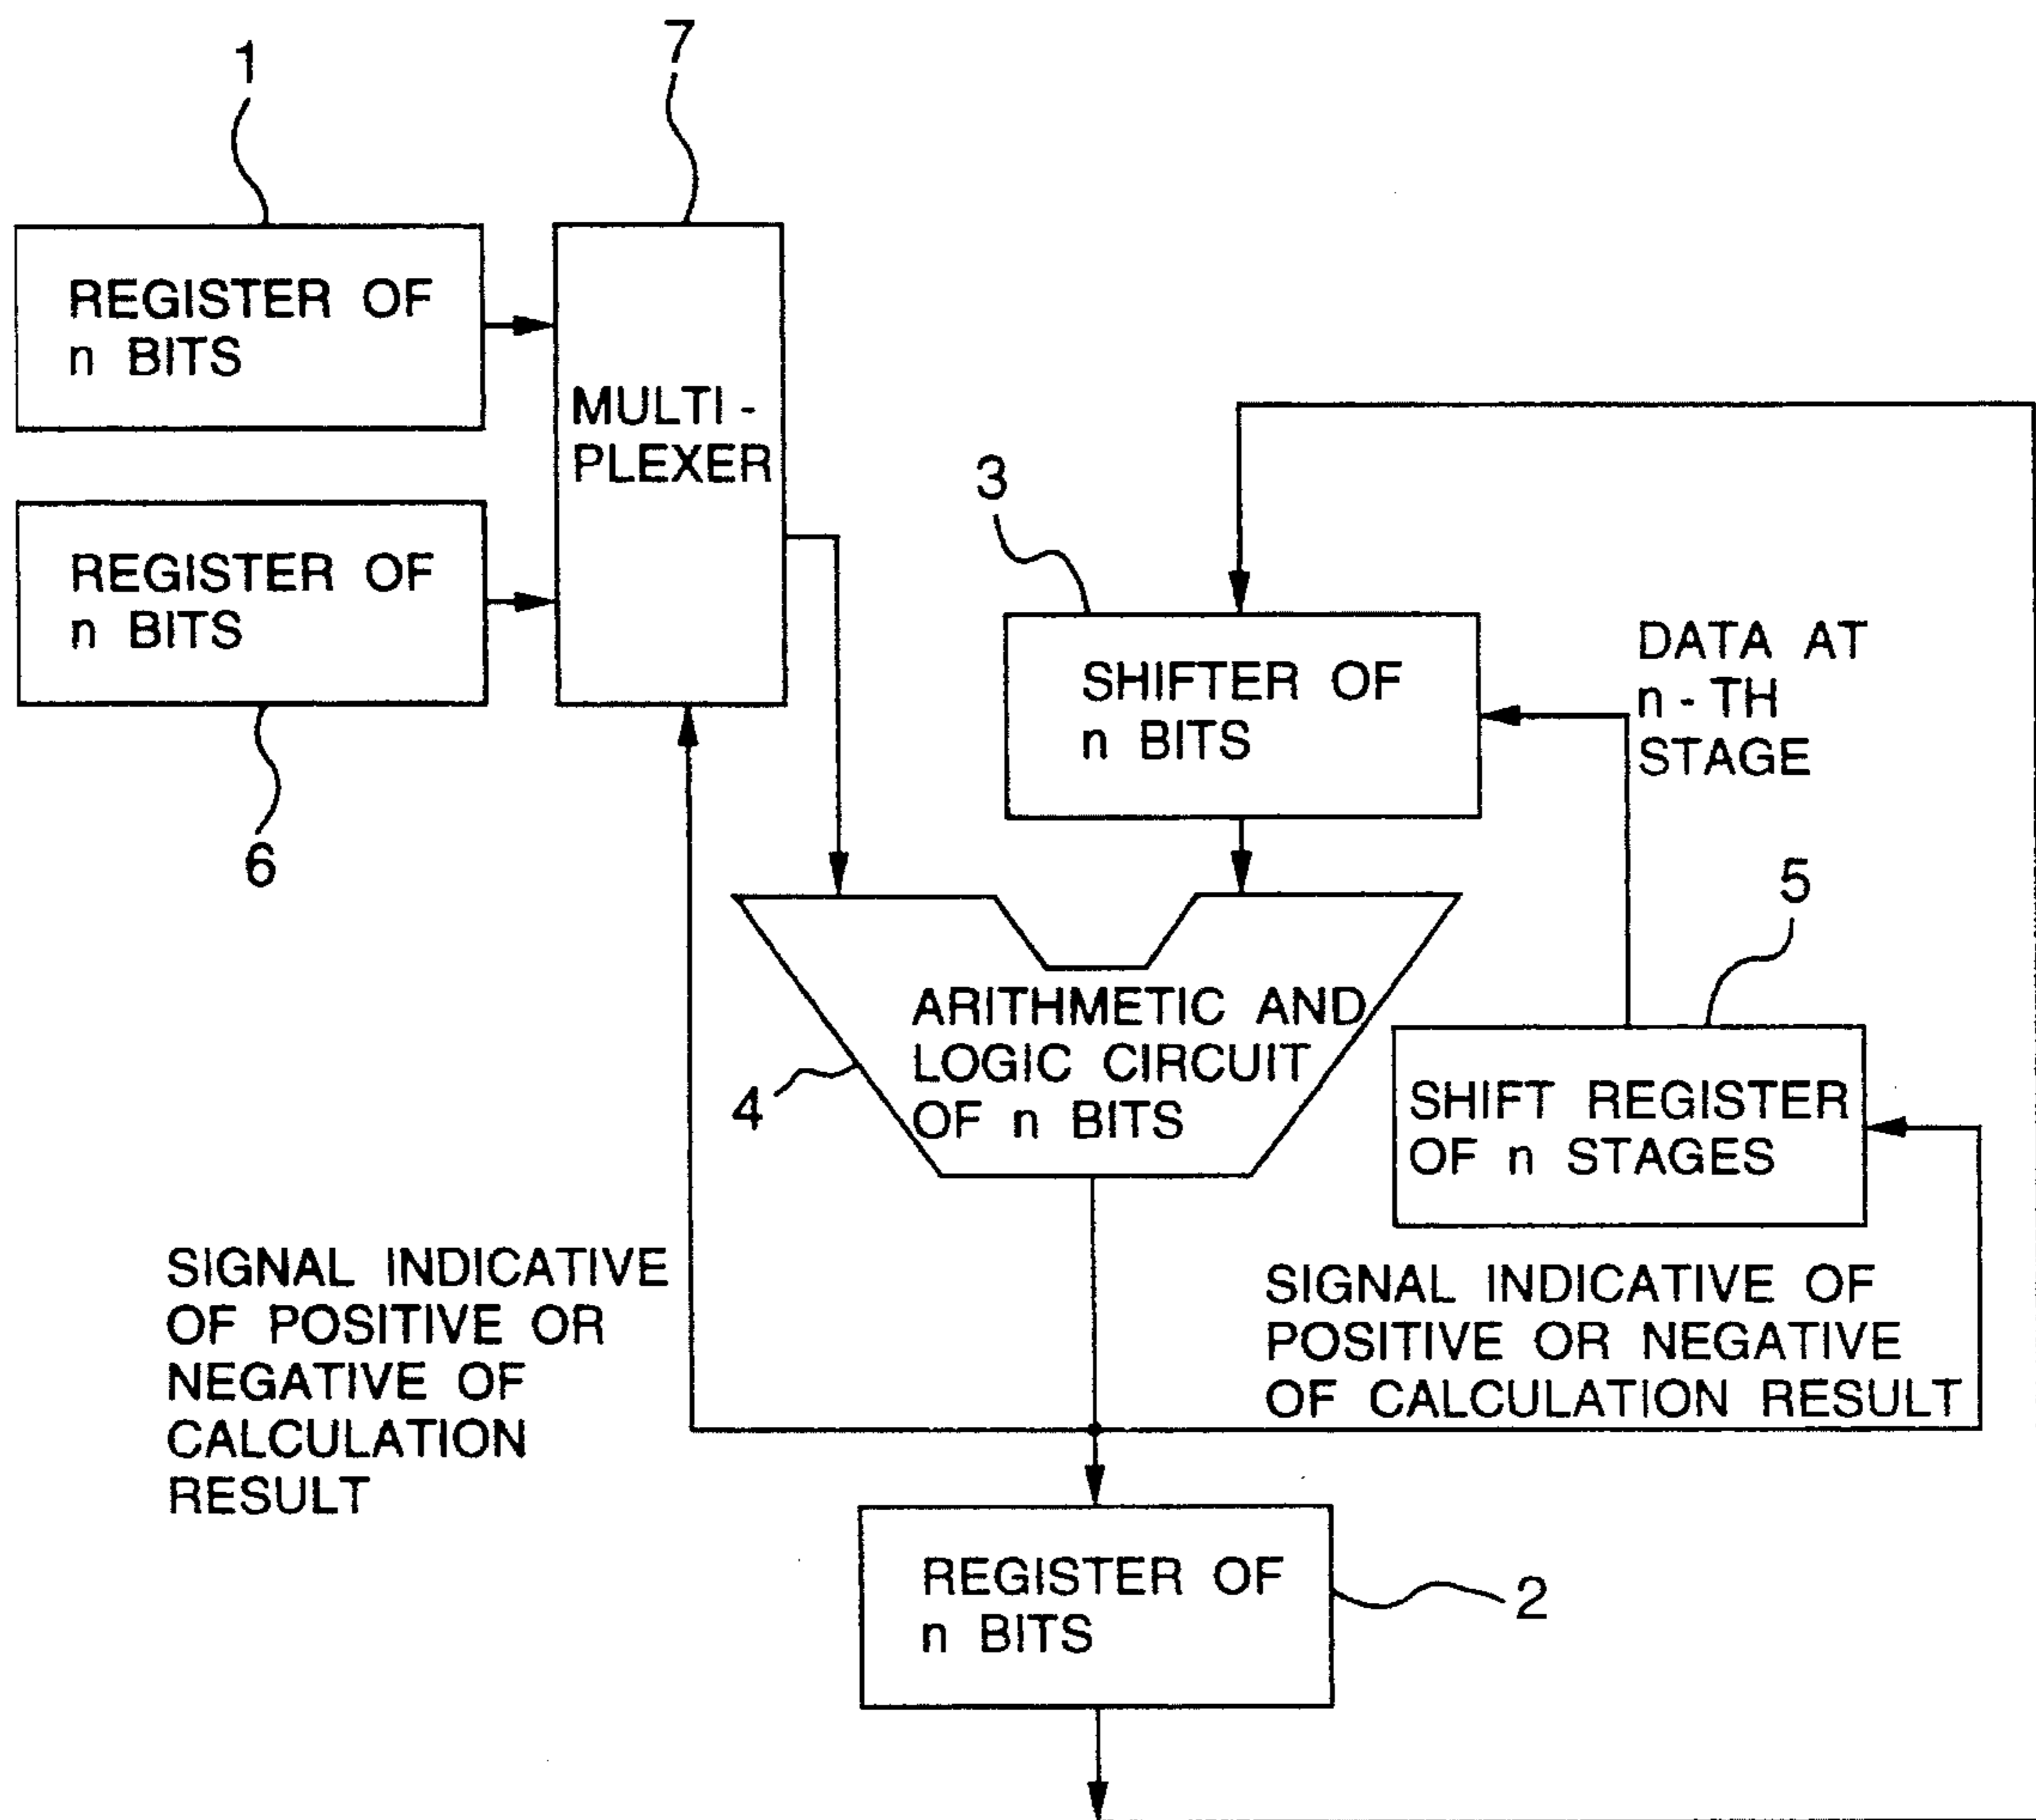 1
7
REGISTER OF
n BITS
MULTI -
PLEXER
REGISTER OF
n BITS
6
3
SHIFTER OF
n BITS
DATA AT
n - TH
STAGE
5
ARITHMETIC AND
LOGIC CIRCUIT
OF n BITS
4
SHIFT REGISTER
OF n STAGES
SIGNAL INDICATIVE
OF POSITIVE OR
NEGATIVE OF
CALCULATION
RESULT
SIGNAL INDICATIVE OF
POSITIVE OR NEGATIVE
OF CALCULATION RESULT
REGISTER OF
n BITS
2